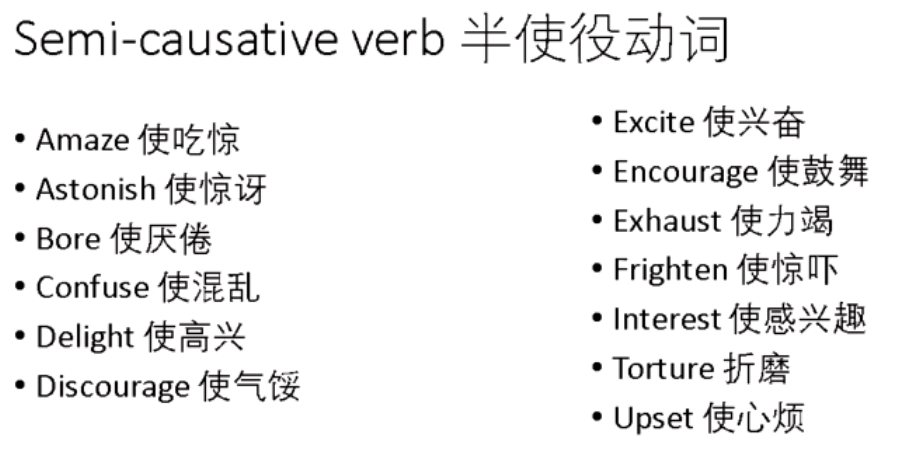 Semi-causative verb 半使役动词
• Amaze 使吃惊
• Astonish 使惊讶
• Bore 使厌倦
• Confuse 使混乱
• Delight 使高兴
• Discourage 使气馁
• Excite 使兴奋
• Encourage 使鼓舞
• Exhaust 使力竭
• Frighten 使惊吓
• Interest 使感兴趣
• Torture 折磨
• Upset 使心烦